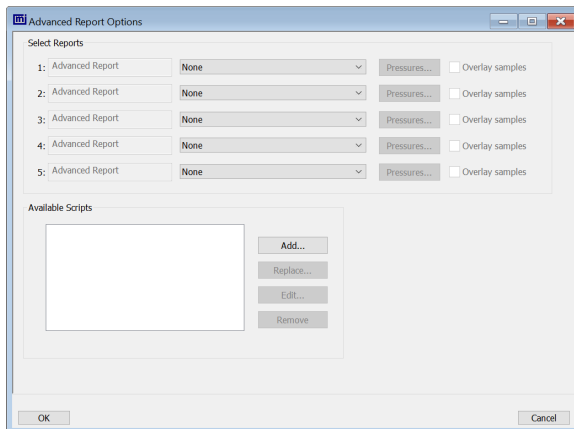 mi Advanced Report Options
Select Reports
1: Advanced Report None Pressures... Overlay samples
2: Advanced Report None Pressures... Overlay samples
3: Advanced Report None Pressures... Overlay samples
4: Advanced Report None Pressures... Overlay samples
5: Advanced Report None Pressures... Overlay samples
Available Scripts
Add...
Replace...
Edit...
Remove
OK Cancel